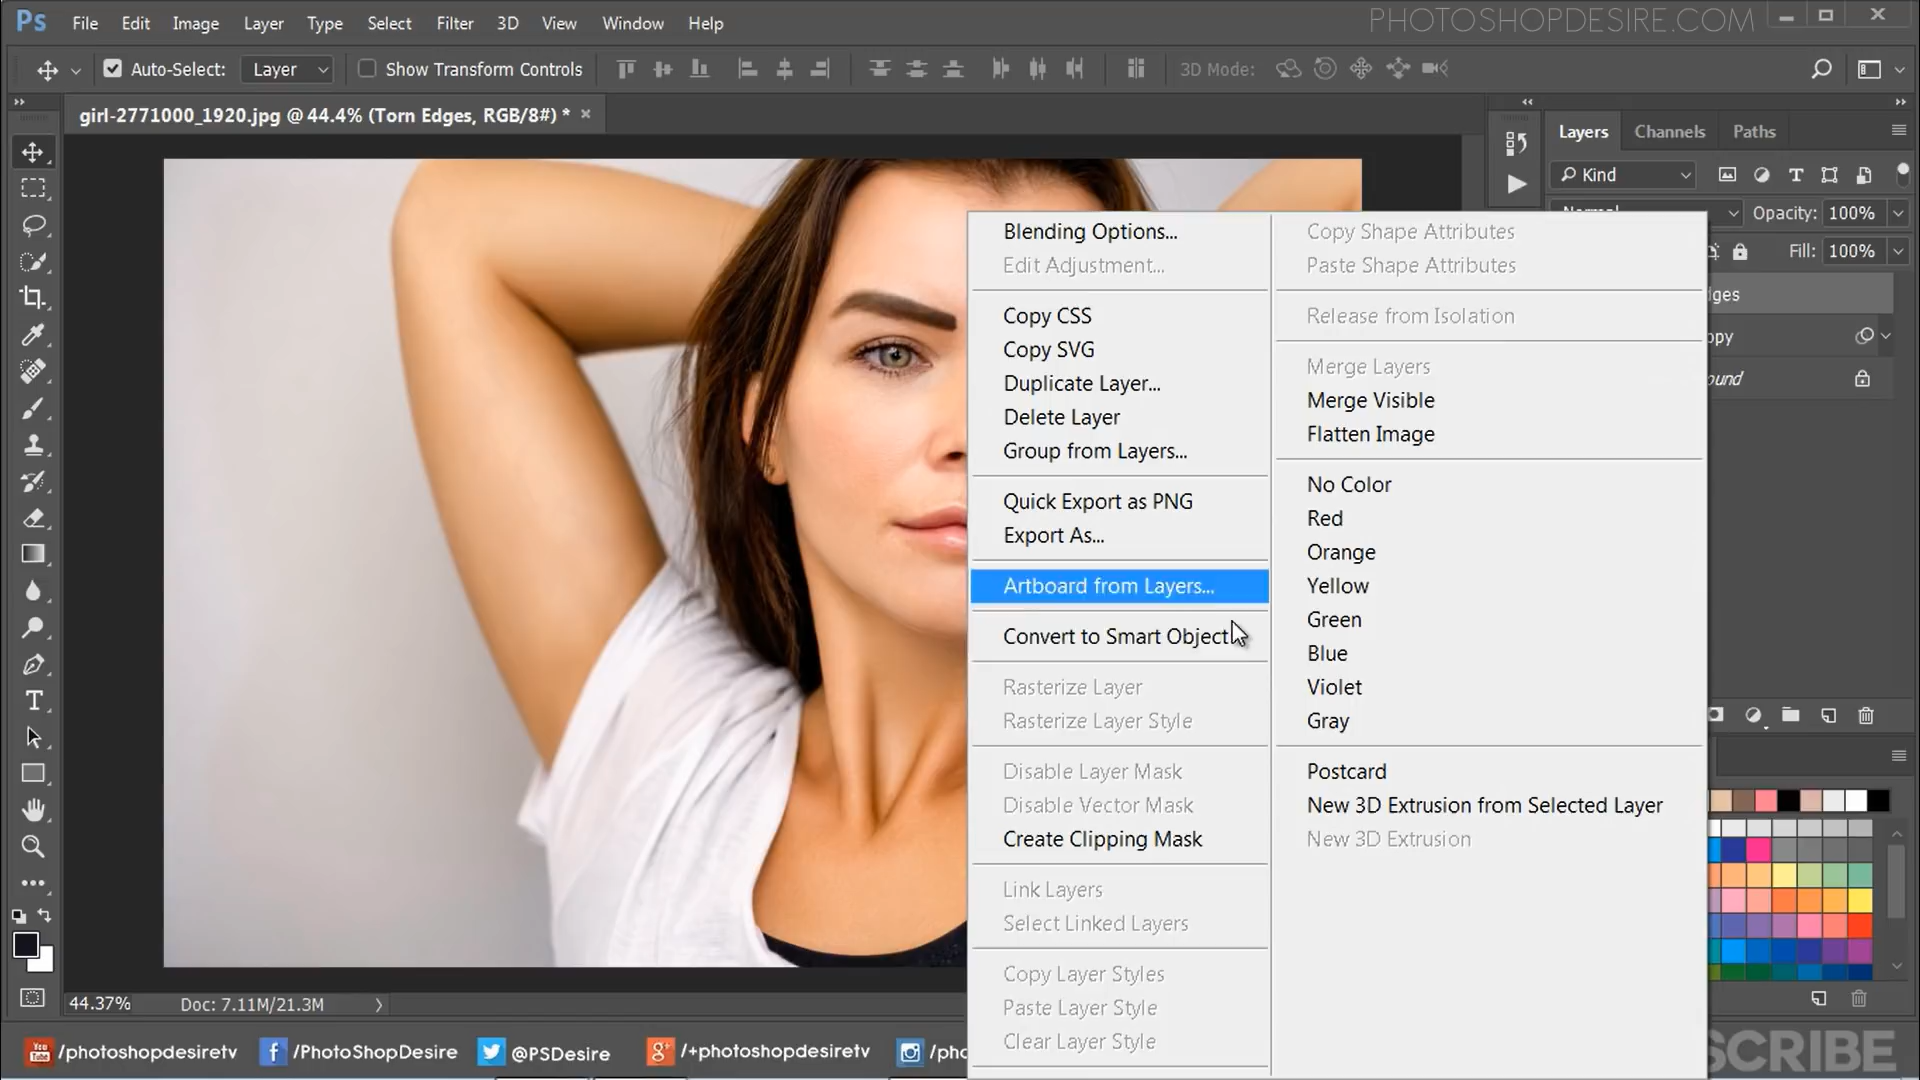 Ps File Edit Image Layer Type Select Filter 3D View Window Help
PHOTOSHOPDESIRE.COM
Auto-Select: Layer Show Transform Controls 3D Mode:
girl-2771000_1920.jpg @ 44.4% (Torn Edges, RGB/8#) * ×
Layers Channels Paths
Kind
Opacity: 100%
Fill: 100%
Blending Options...
Edit Adjustment...
Copy CSS
Copy SVG
Duplicate Layer...
Delete Layer
Group from Layers...
Quick Export as PNG
Export As...
Artboard from Layers...
Convert to Smart Object
Rasterize Layer
Rasterize Layer Style
Disable Layer Mask
Disable Vector Mask
Create Clipping Mask
Link Layers
Select Linked Layers
Copy Layer Styles
Paste Layer Style
Clear Layer Style
Copy Shape Attributes
Paste Shape Attributes
Release from Isolation
Merge Layers
Merge Visible
Flatten Image
No Color
Red
Orange
Yellow
Green
Blue
Violet
Gray
Postcard
New 3D Extrusion from Selected Layer
New 3D Extrusion
44.37% Doc: 7.11M/21.3M
You Tube /photoshopdesiretv /PhotoShopDesire @PSDesire g+ /+photoshopdesiretv /pho
SCRIBE